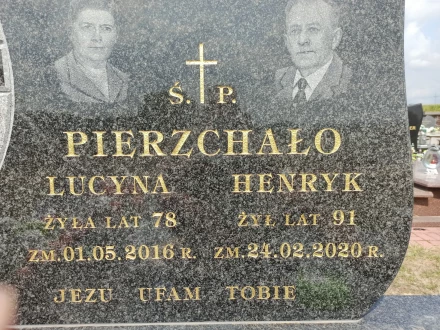 Ś. P.
PIERZCHAŁO
LUCYNA HENRYK
ŻYŁA LAT 78 ŻYŁ LAT 91
ZM.01.05.2016 R. ZM.24.02.2020 R.
JEZU UFAM TOBIE